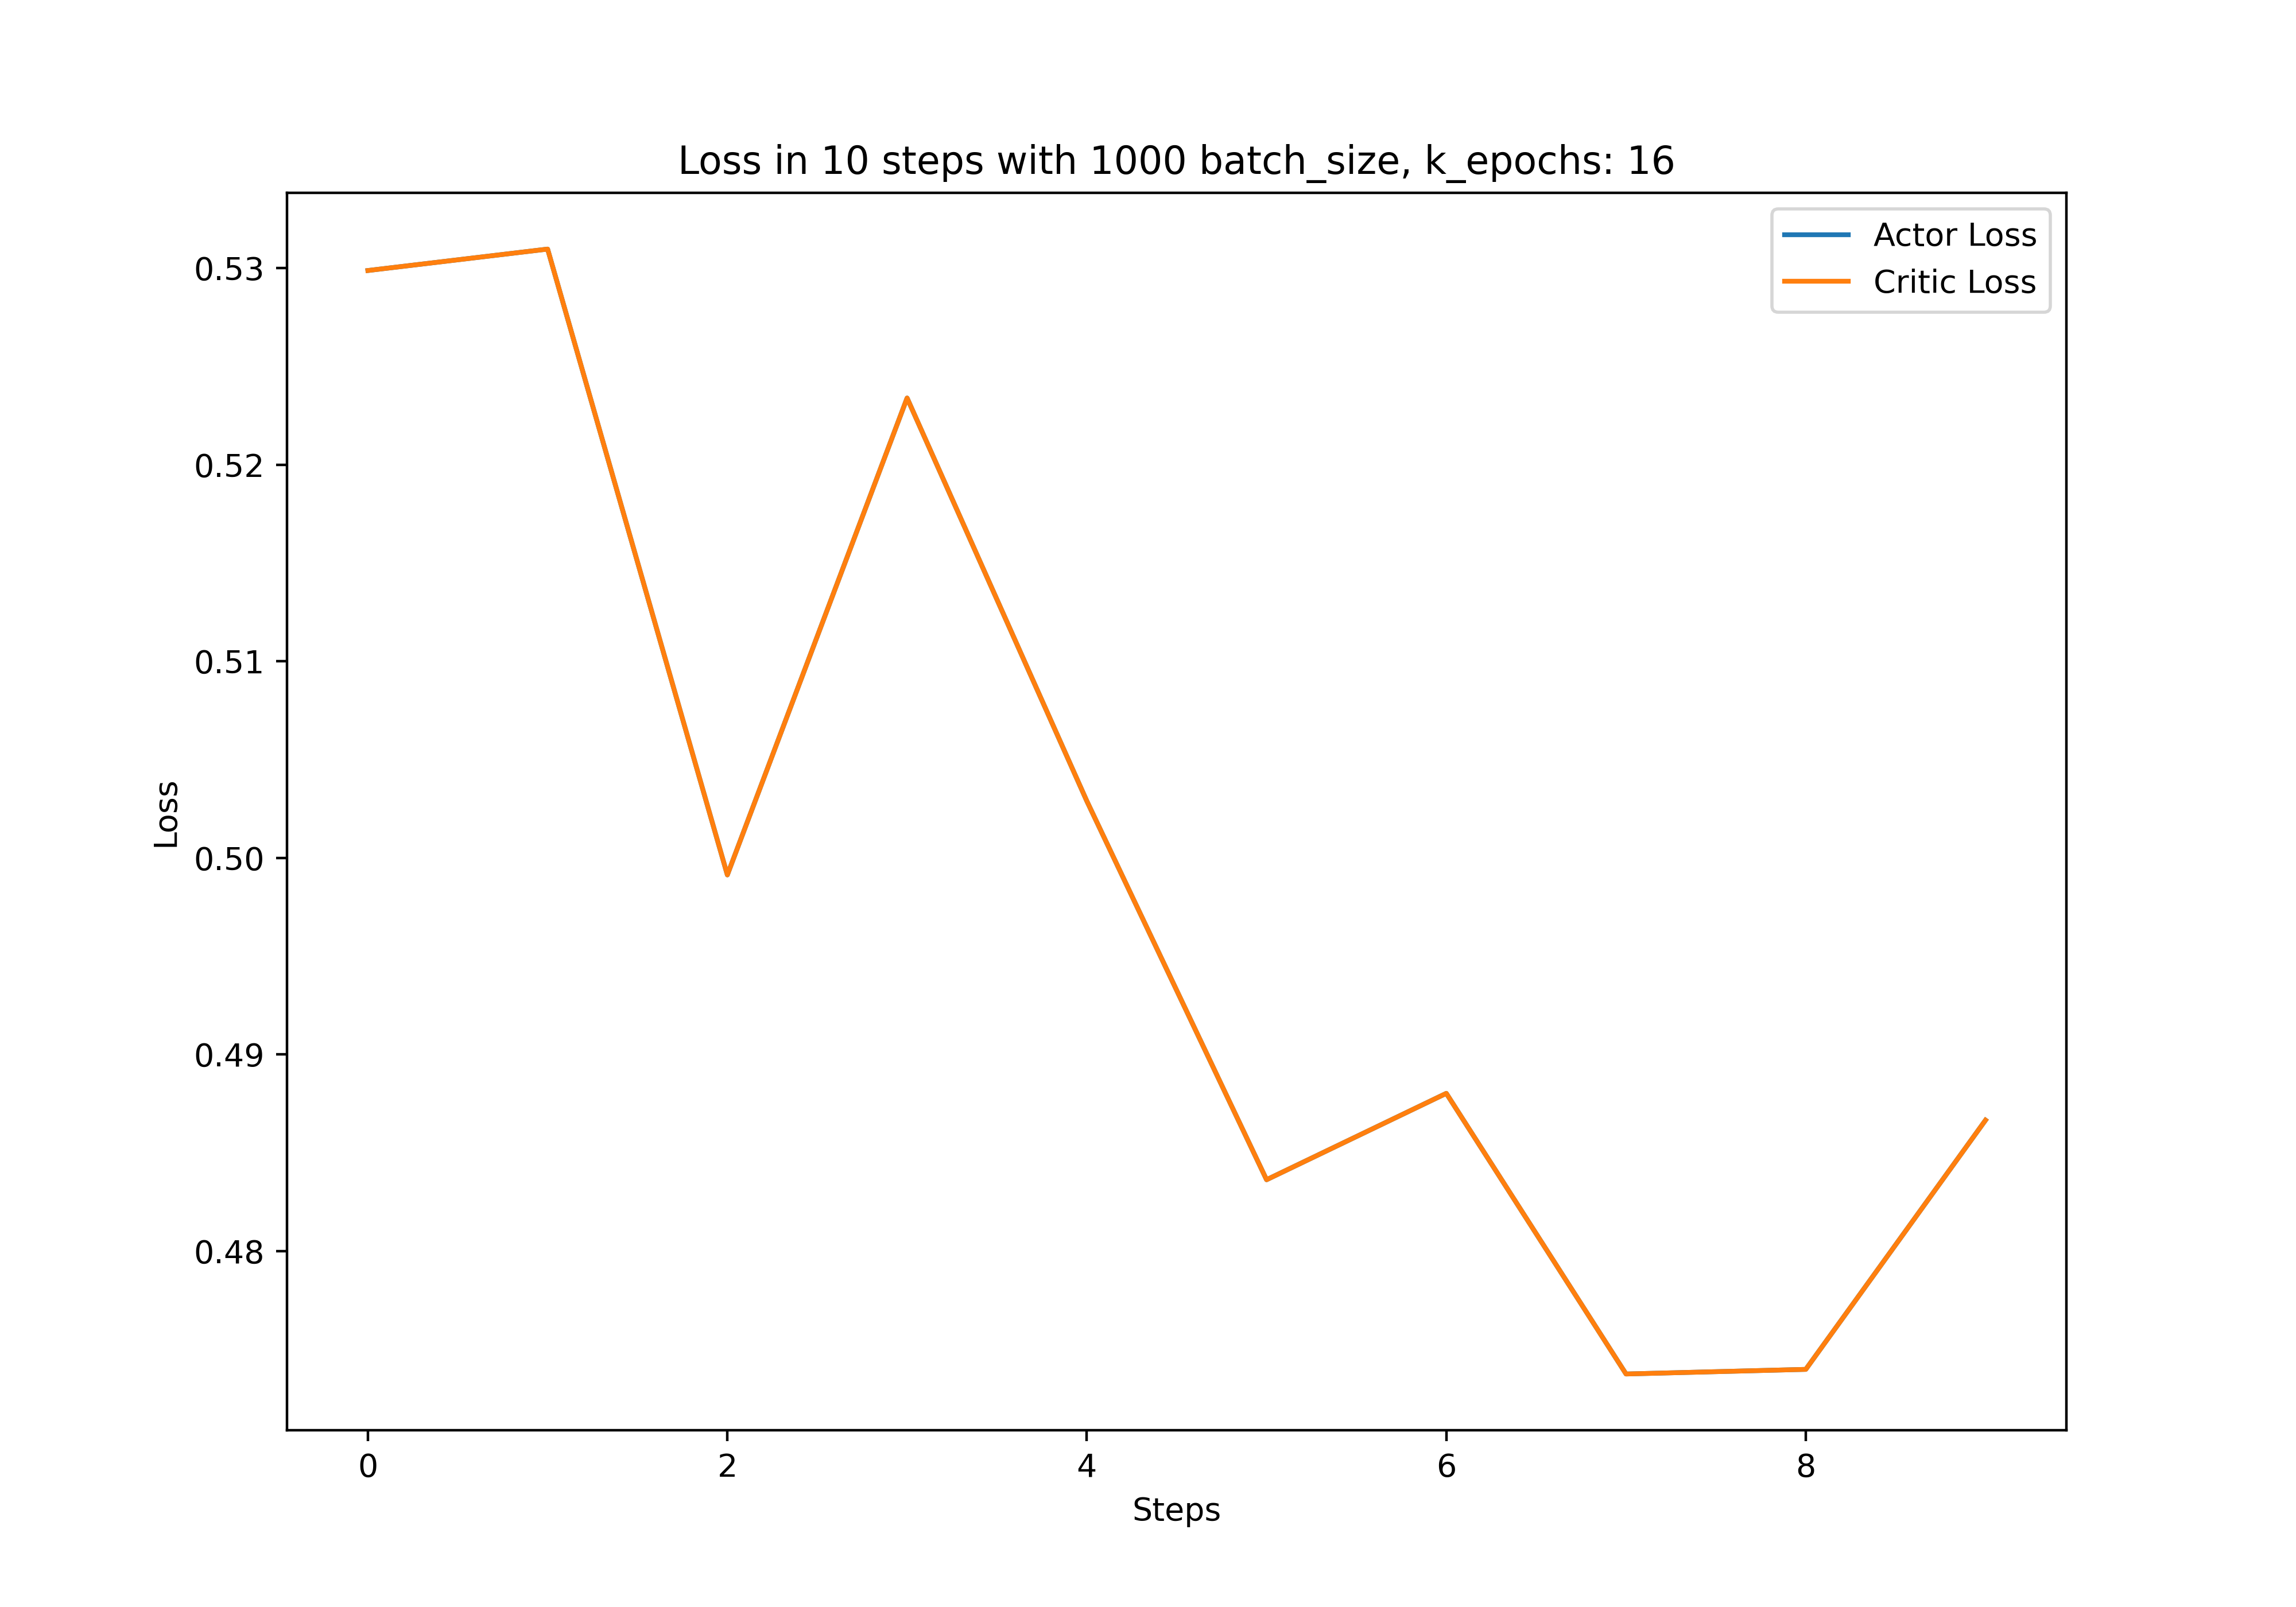 Loss in 10 steps with 1000 batch_size, k_epochs: 16
Actor Loss
Critic Loss
0.53
0.52
0.51
0.50
0.49
0.48
Loss
0
2
4
6
8
Steps